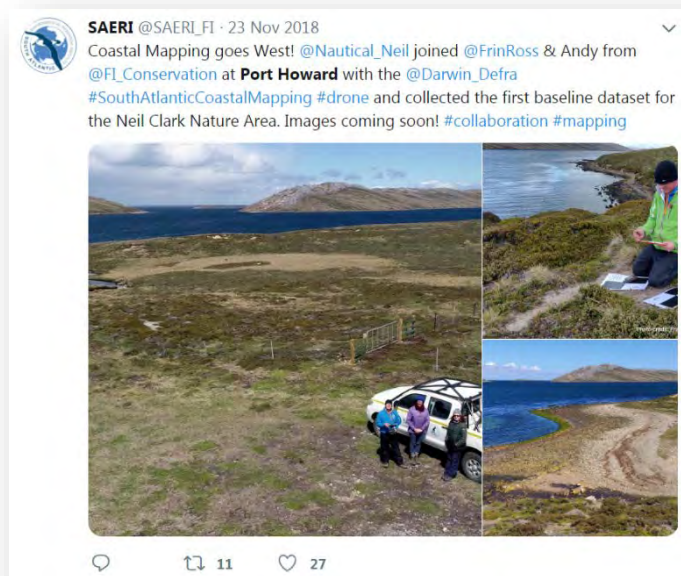 SAERI @SAERI_FI · 23 Nov 2018
Coastal Mapping goes West! @Nautical_Neil joined @FrinRoss & Andy from
@FI_Conservation at Port Howard with the @Darwin_Defra
#SouthAtlanticCoastalMapping #drone and collected the first baseline dataset for
the Neil Clark Nature Area. Images coming soon! #collaboration #mapping
11 27